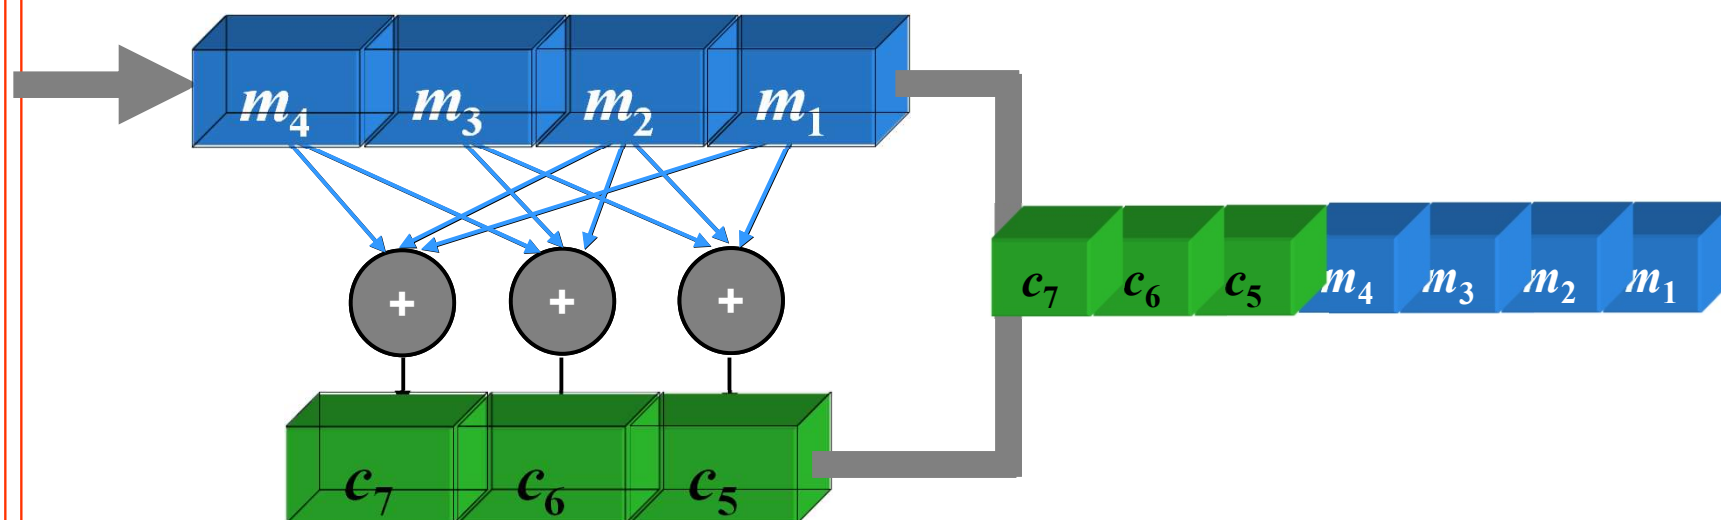 m₄ m₃ m₂ m₁
c₇ c₆ c₅ m₄ m₃ m₂ m₁
+ + +
c₇ c₆ c₅